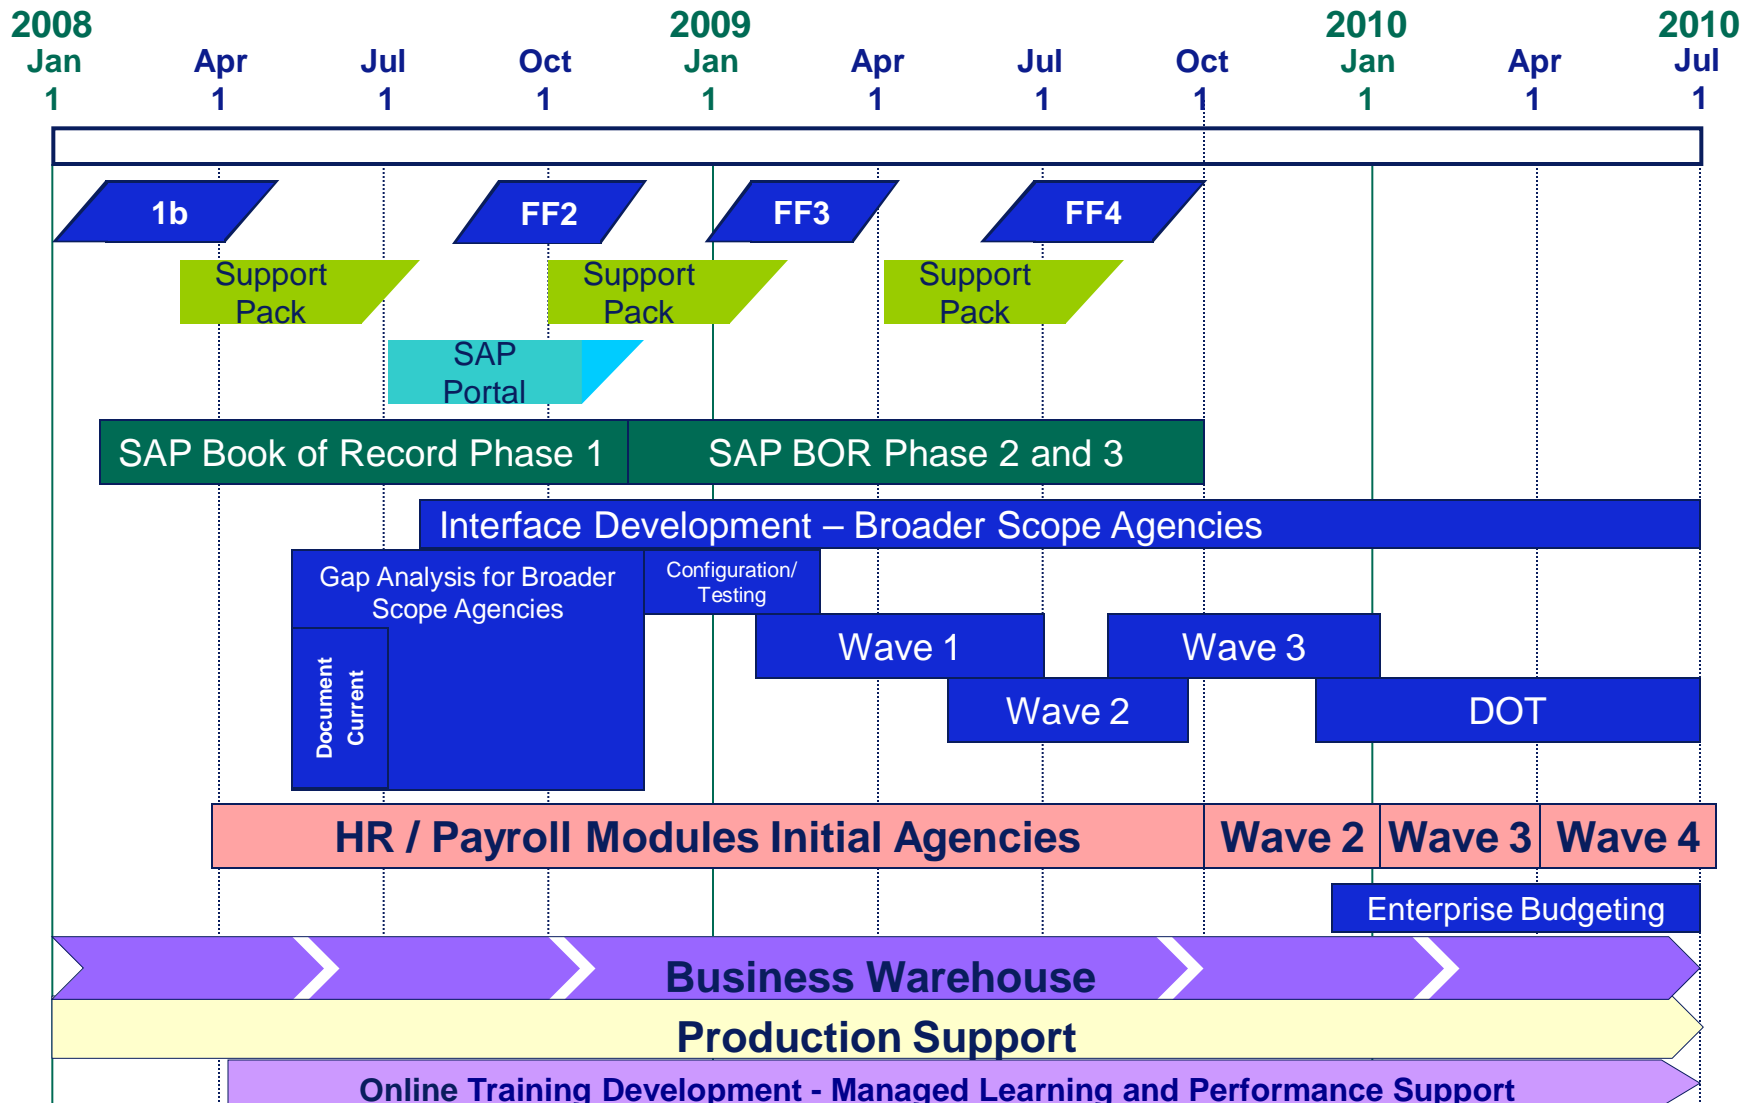 2008 2009 2010 2010
Jan Apr Jul Oct Jan Apr Jul Oct Jan Apr Jul
1 1 1 1 1 1 1 1 1 1 1
1b FF2 FF3 FF4
Support
Pack
Support
Pack
Support
Pack
SAP
Portal
SAP Book of Record Phase 1
SAP BOR Phase 2 and 3
Interface Development – Broader Scope Agencies
Gap Analysis for Broader
Scope Agencies
Configuration/
Testing
Document
Current
Wave 1
Wave 3
Wave 2
DOT
HR / Payroll Modules Initial Agencies
Wave 2
Wave 3
Wave 4
Enterprise Budgeting
Business Warehouse
Production Support
Online Training Development - Managed Learning and Performance Support